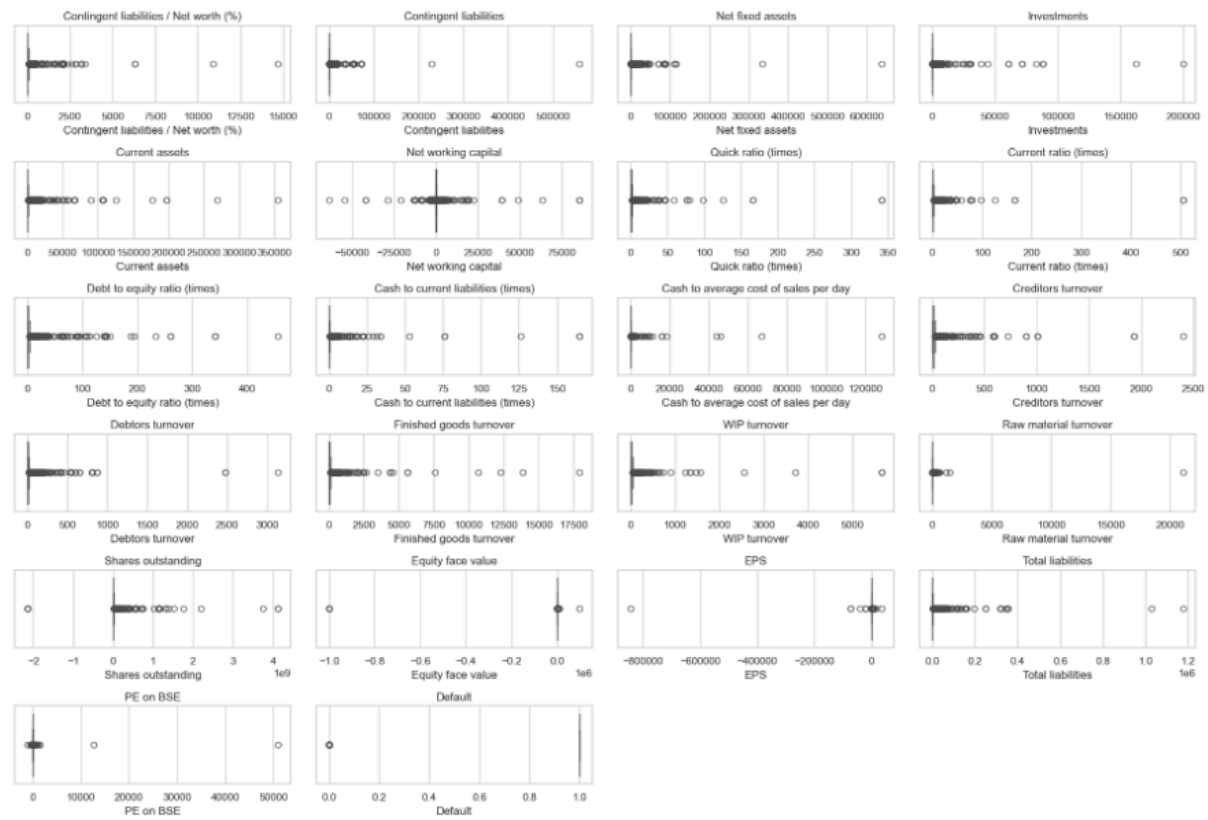 Contingent liabilities / Net worth (%) Contingent liabilities Net fixed assets Investments
0 2500 5000 7500 10000 12500 15000 0 100000 200000 300000 400000 500000 0 100000 200000 300000 400000 500000 600000 0 50000 100000 150000 200000
Contingent liabilities / Net worth (%) Contingent liabilities Net fixed assets Investments
Current assets Net working capital Quick ratio (times) Current ratio (times)
0 50000 100000 150000 200000 250000 300000 350000 −50000 −25000 0 25000 50000 75000 0 50 100 150 200 250 300 350 0 100 200 300 400 500
Current assets Net working capital Quick ratio (times) Current ratio (times)
Debt to equity ratio (times) Cash to current liabilities (times) Cash to average cost of sales per day Creditors turnover
0 100 200 300 400 0 25 50 75 100 125 150 0 20000 40000 60000 80000 100000 120000 0 500 1000 1500 2000 2500
Debt to equity ratio (times) Cash to current liabilities (times) Cash to average cost of sales per day Creditors turnover
Debtors turnover Finished goods turnover WIP turnover Raw material turnover
0 500 1000 1500 2000 2500 3000 0 2500 5000 7500 10000 12500 15000 17500 0 1000 2000 3000 4000 5000 0 5000 10000 15000 20000
Debtors turnover Finished goods turnover WIP turnover Raw material turnover
Shares outstanding Equity face value EPS Total liabilities
−2 −1 0 1 2 3 4 −1.0 −0.8 −0.6 −0.4 −0.2 0.0 −800000 −600000 −400000 −200000 0 0.0 0.2 0.4 0.6 0.8 1.0 1.2
Shares outstanding 1e9 Equity face value 1e6 EPS Total liabilities 1e6
PE on BSE Default
0 10000 20000 30000 40000 50000 0.0 0.2 0.4 0.6 0.8 1.0
PE on BSE Default